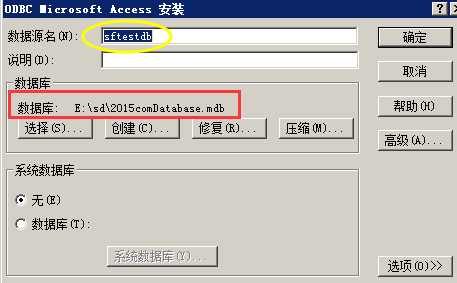 ODBC Microsoft Access 安装
数据源名(N): sftestdb
确定
说明(D):
取消
数据库
数据库: E:\sd\2015comDatabase.mdb
帮助(H)
选择(S)... 创建(C)... 修复(R)... 压缩(M)...
高级(A)...
系统数据库
无(E)
数据库(T):
系统数据库(Y)...
选项(O)>>